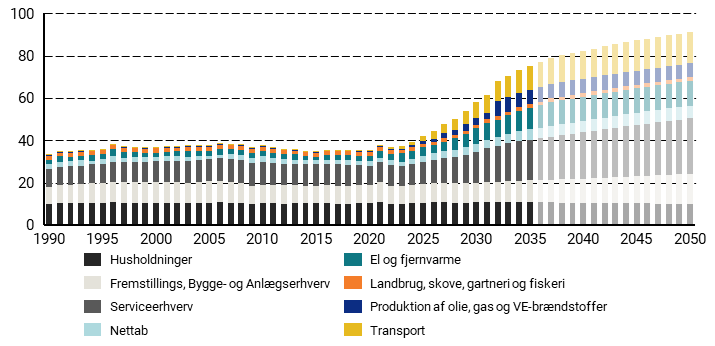 100
80
60
40
20
0
1990 1995 2000 2005 2010 2015 2020 2025 2030 2035 2040 2045 2050
Husholdninger
El og fjernvarme
Fremstillings, Bygge- og Anlægserhverv
Landbrug, skove, gartneri og fiskeri
Serviceerhverv
Produktion af olie, gas og VE-brændstoffer
Nettab
Transport